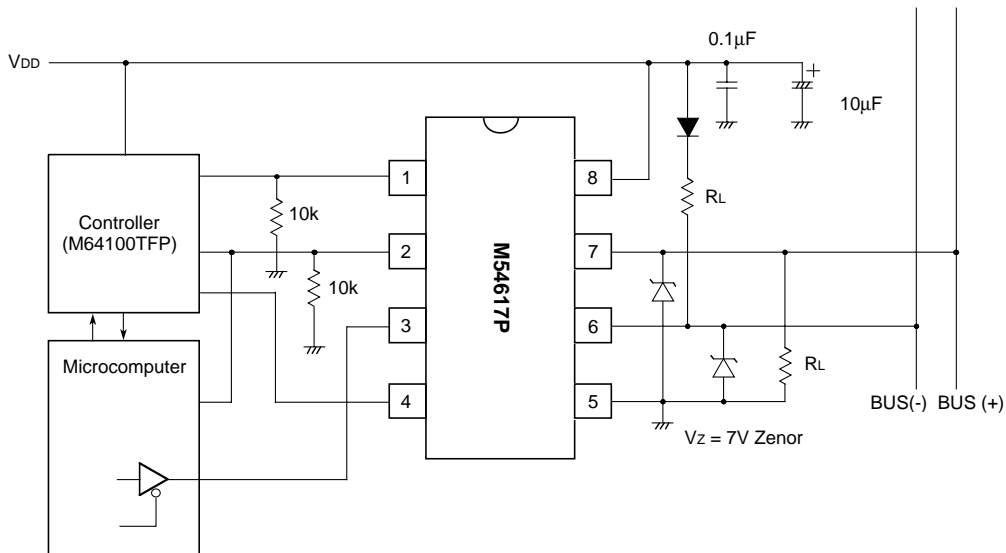 VDD
0.1µF
+
10µF
Controller
(M64100TFP)
10k
10k
Microcomputer
M54617P
1
2
3
4
8
7
6
5
RL
RL
VZ = 7V Zenor
BUS(-) BUS (+)